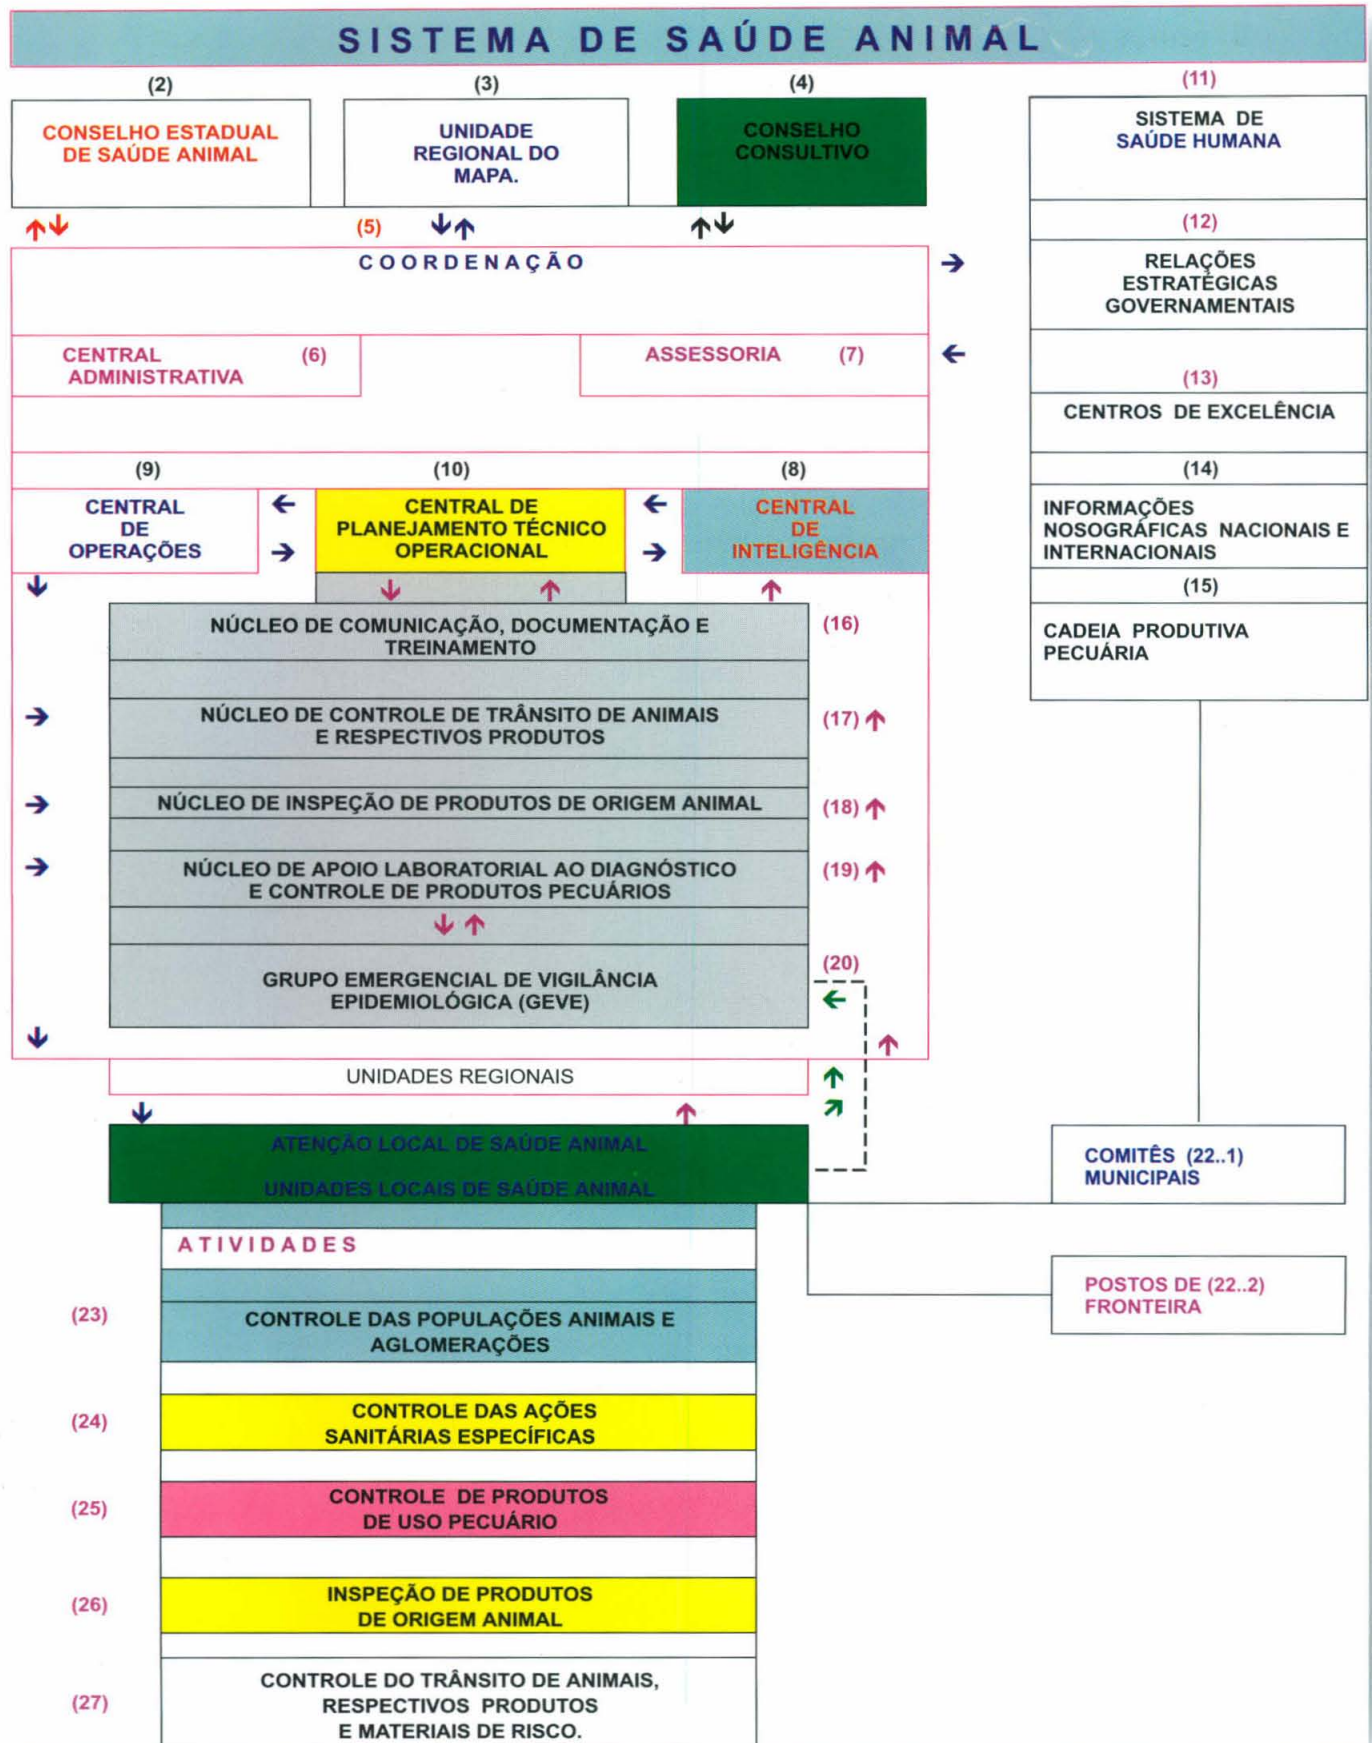 SISTEMA DE SAÚDE ANIMAL
(2)
(3)
(4)
(11)
CONSELHO ESTADUAL
DE SAÚDE ANIMAL
UNIDADE
REGIONAL DO
MAPA.
CONSELHO
CONSULTIVO
SISTEMA DE
SAÚDE HUMANA
(5)
(12)
COORDENAÇÃO
RELAÇÕES
ESTRATÉGICAS
GOVERNAMENTAIS
CENTRAL (6)
ADMINISTRATIVA
ASSESSORIA (7)
(13)
CENTROS DE EXCELÊNCIA
(9)
(10)
(8)
(14)
CENTRAL
DE
OPERAÇÕES
CENTRAL DE
PLANEJAMENTO TÉCNICO
OPERACIONAL
CENTRAL
DE
INTELIGÊNCIA
INFORMAÇÕES
NOSOGRÁFICAS NACIONAIS E
INTERNACIONAIS
(15)
NÚCLEO DE COMUNICAÇÃO, DOCUMENTAÇÃO E
TREINAMENTO
(16)
CADEIA PRODUTIVA
PECUÁRIA
NÚCLEO DE CONTROLE DE TRÂNSITO DE ANIMAIS
E RESPECTIVOS PRODUTOS
(17)
NÚCLEO DE INSPEÇÃO DE PRODUTOS DE ORIGEM ANIMAL
(18)
NÚCLEO DE APOIO LABORATORIAL AO DIAGNÓSTICO
E CONTROLE DE PRODUTOS PECUÁRIOS
(19)
(20)
GRUPO EMERGENCIAL DE VIGILÂNCIA
EPIDEMIOLÓGICA (GEVE)
UNIDADES REGIONAIS
ATENÇÃO LOCAL DE SAÚDE ANIMAL
UNIDADES LOCAIS DE SAÚDE ANIMAL
COMITÊS (22..1)
MUNICIPAIS
ATIVIDADES
POSTOS DE (22..2)
FRONTEIRA
(23)
CONTROLE DAS POPULAÇÕES ANIMAIS E
AGLOMERAÇÕES
(24)
CONTROLE DAS AÇÕES
SANITÁRIAS ESPECÍFICAS
(25)
CONTROLE DE PRODUTOS
DE USO PECUÁRIO
(26)
INSPEÇÃO DE PRODUTOS
DE ORIGEM ANIMAL
(27)
CONTROLE DO TRÂNSITO DE ANIMAIS,
RESPECTIVOS PRODUTOS
E MATERIAIS DE RISCO.